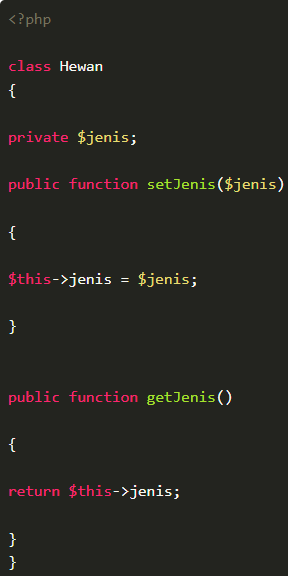 <?php
class Hewan
{
private $jenis;
public function setJenis($jenis)
{
$this->jenis = $jenis;
}
public function getJenis()
{
return $this->jenis;
}
}